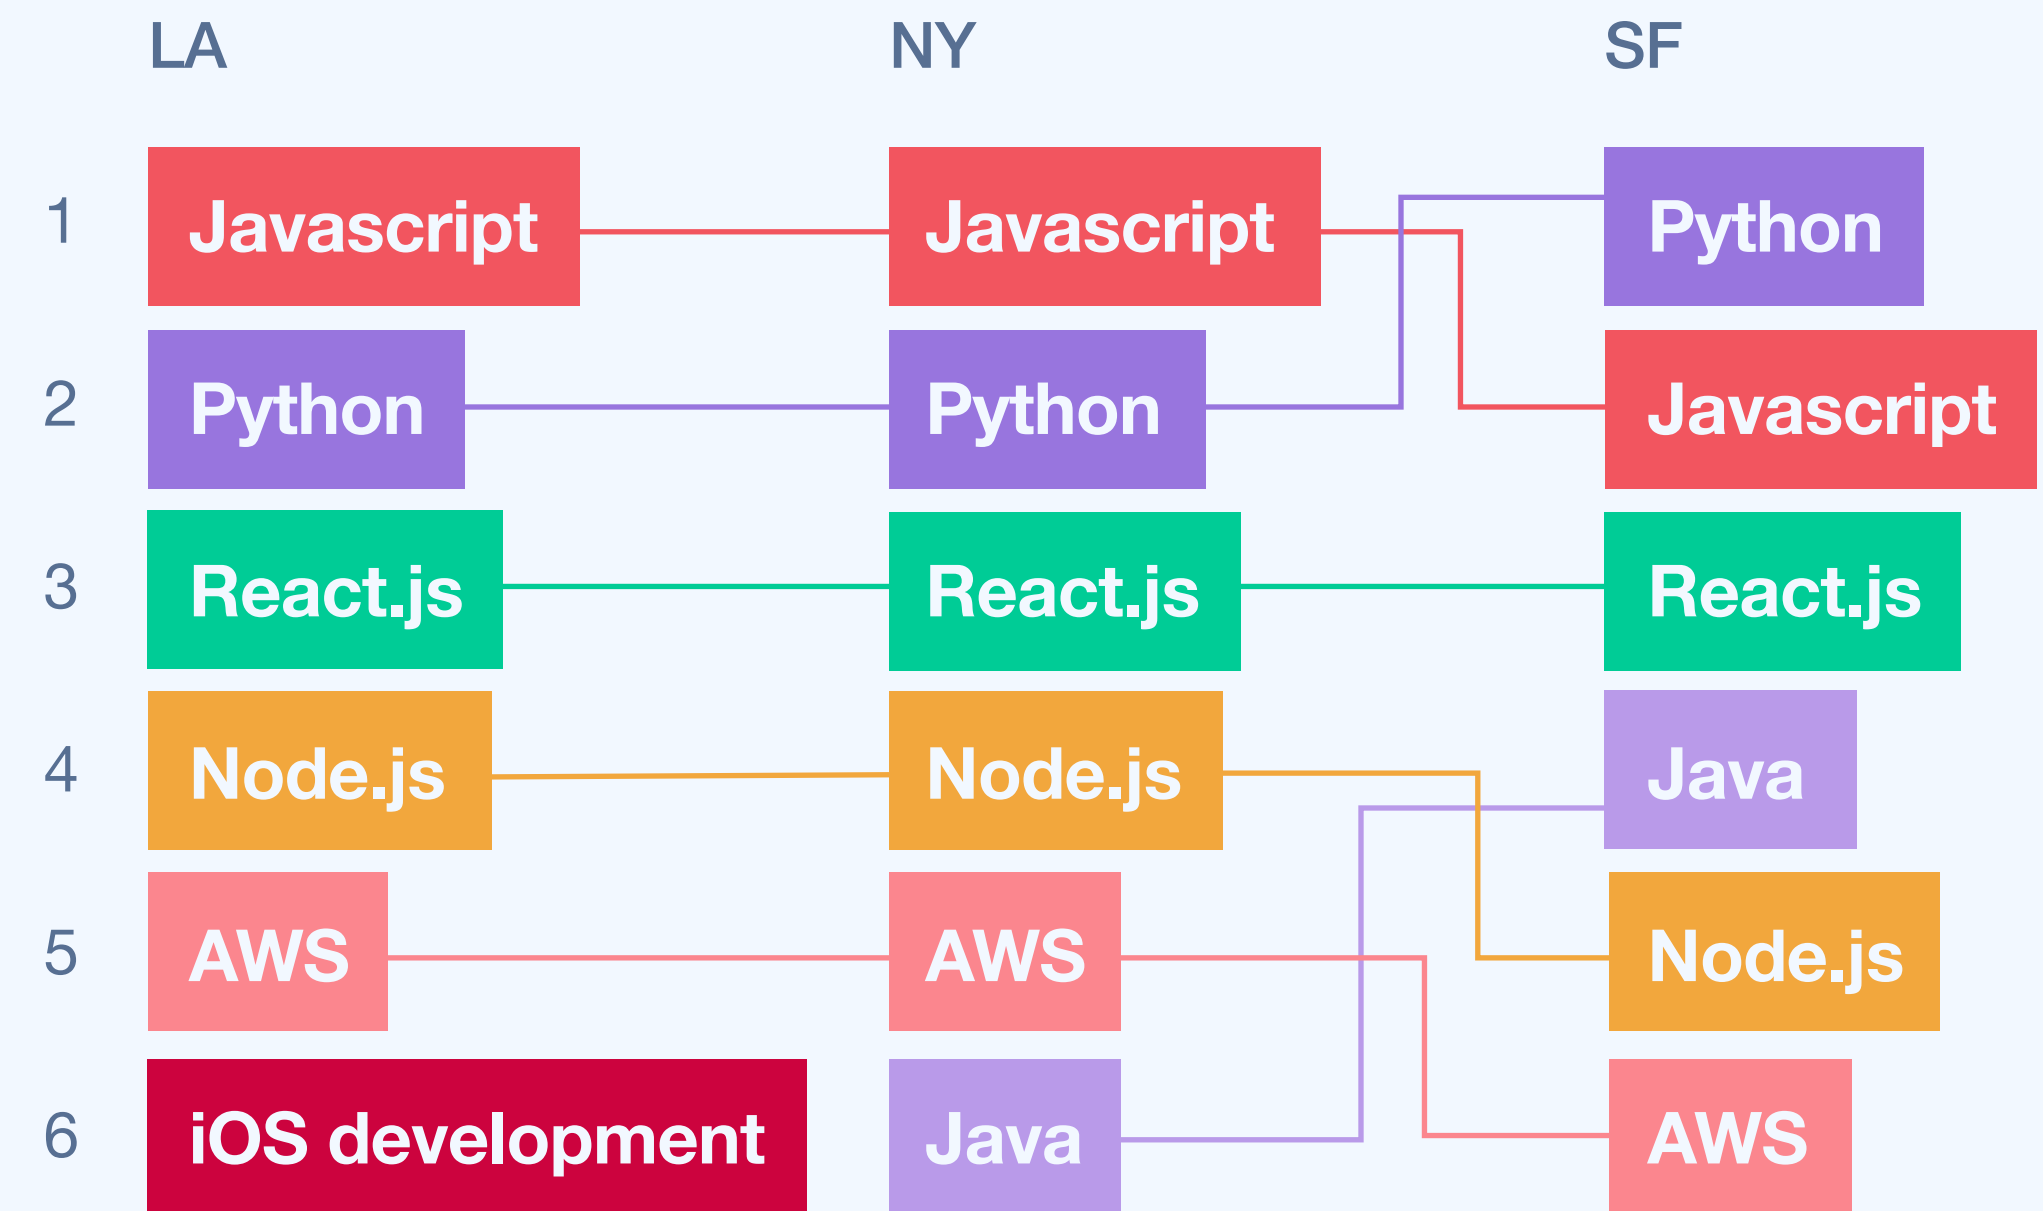 LA NY SF
1 Javascript Javascript Python
2 Python Python Javascript
3 React.js React.js React.js
4 Node.js Node.js Java
5 AWS AWS Node.js
6 iOS development Java AWS